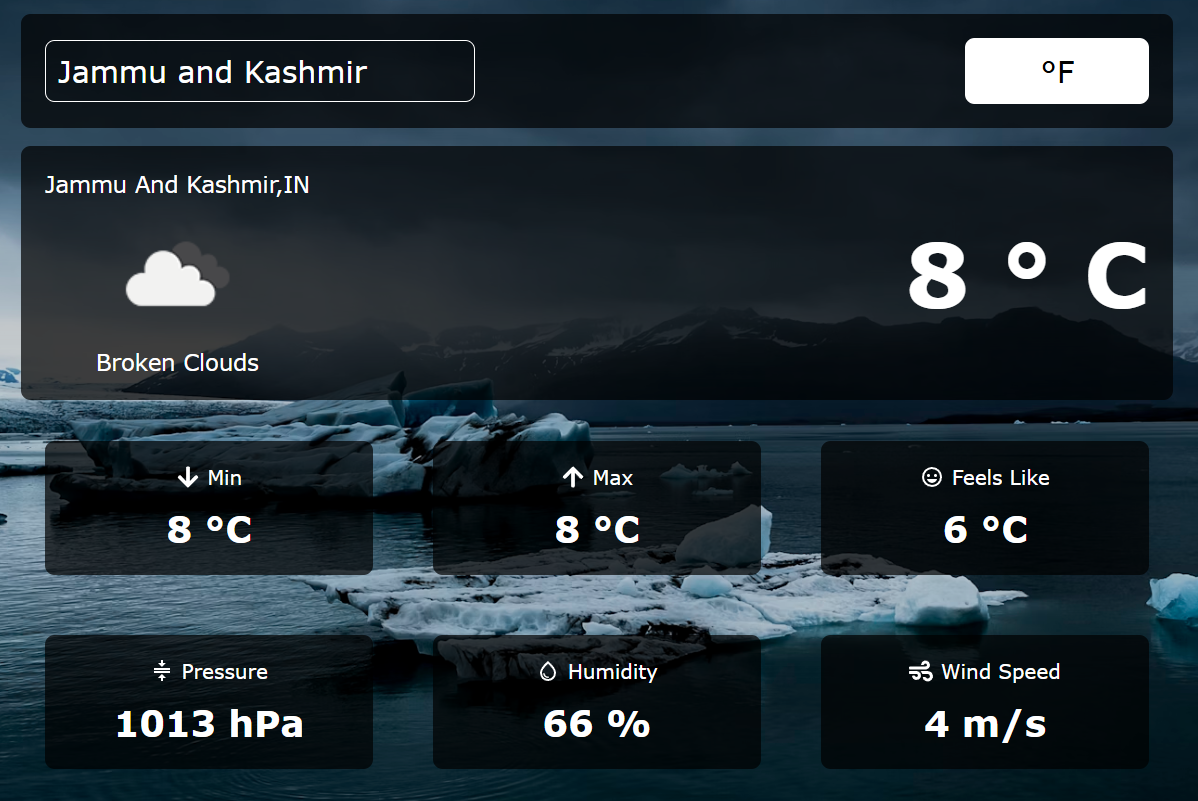 Jammu and Kashmir
°F
Jammu And Kashmir,IN
8 ° C
Broken Clouds
Min
8 °C
Max
8 °C
Feels Like
6 °C
Pressure
1013 hPa
Humidity
66 %
Wind Speed
4 m/s